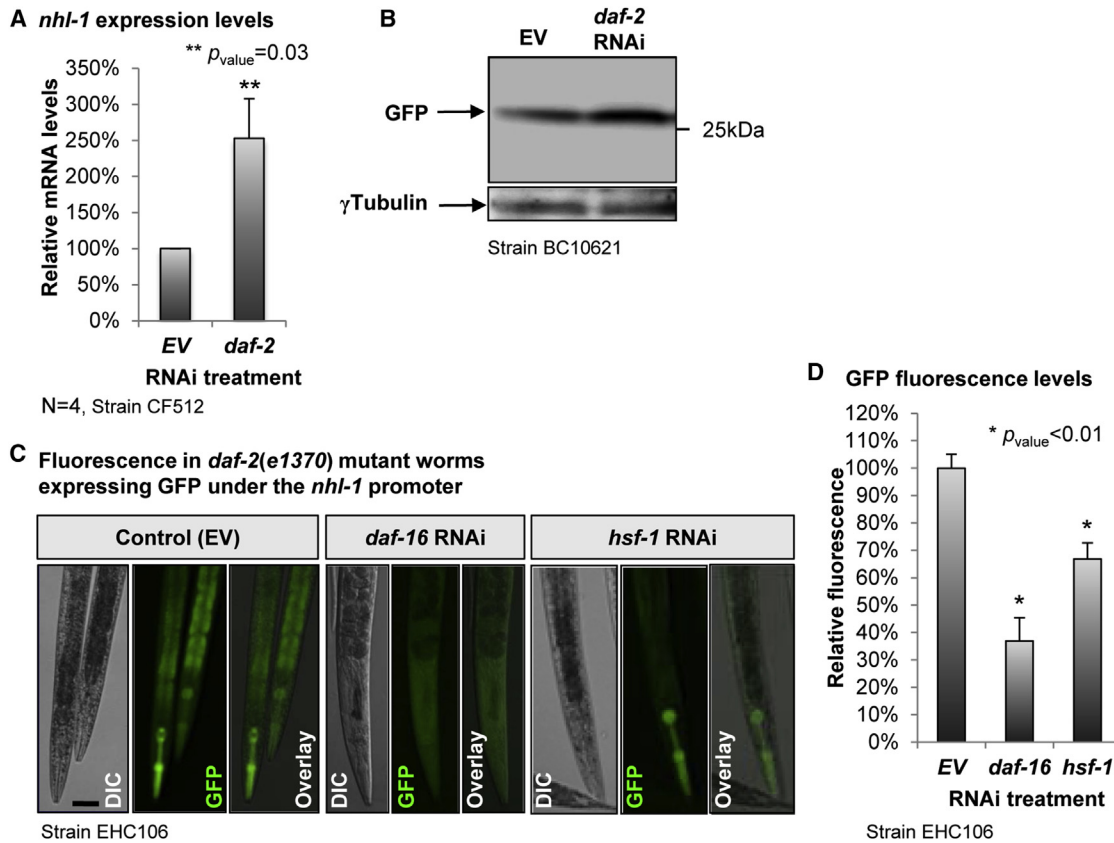 A nhl-1 expression levels
** pvalue=0.03
**
Relative mRNA levels
350%
300%
250%
200%
150%
100%
50%
0%
EV daf-2
RNAi treatment
N=4, Strain CF512
B
EV daf-2 RNAi
GFP
25kDa
γTubulin
Strain BC10621
C Fluorescence in daf-2(e1370) mutant worms
expressing GFP under the nhl-1 promoter
Control (EV) daf-16 RNAi hsf-1 RNAi
DIC GFP Overlay DIC GFP Overlay DIC GFP Overlay
Strain EHC106
D GFP fluorescence levels
* pvalue<0.01
Relative fluorescence
120%
110%
100%
90%
80%
70%
60%
50%
40%
30%
20%
10%
0%
*
*
EV daf-16 hsf-1
RNAi treatment
Strain EHC106